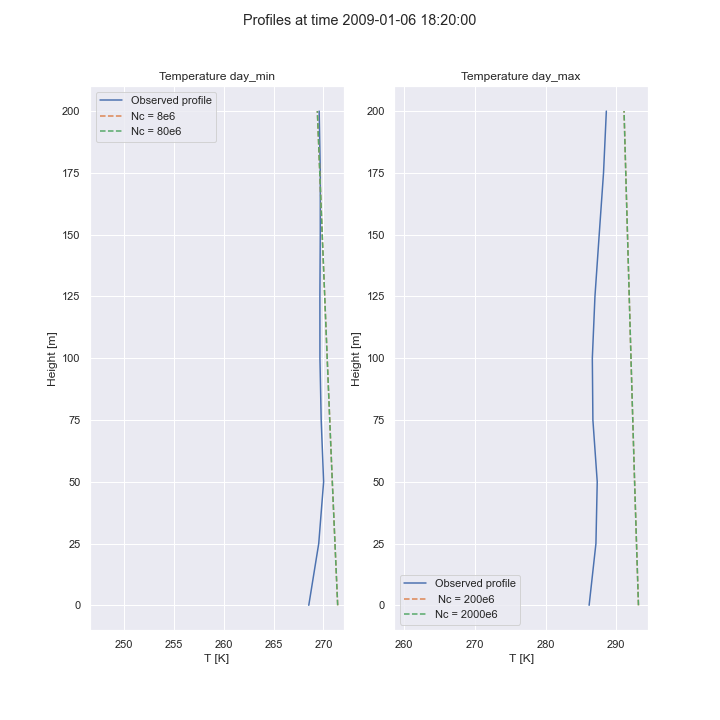 Profiles at time 2009-01-06 18:20:00
Temperature day_min
Observed profile
Nc = 8e6
Nc = 80e6
200
175
150
125
100
75
50
25
0
Height [m]
250
255
260
265
270
T [K]
Temperature day_max
200
175
150
125
100
75
50
25
0
Height [m]
Observed profile
Nc = 200e6
Nc = 2000e6
260
270
280
290
T [K]